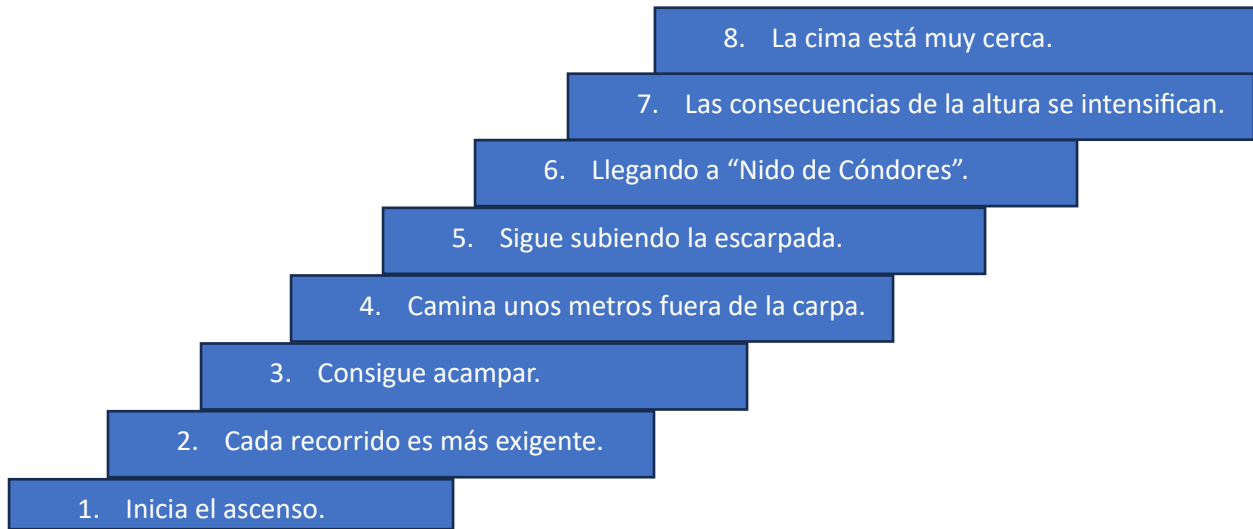 8. La cima está muy cerca.
7. Las consecuencias de la altura se intensifican.
6. Llegando a “Nido de Cóndores”.
5. Sigue subiendo la escarpada.
4. Camina unos metros fuera de la carpa.
3. Consigue acampar.
2. Cada recorrido es más exigente.
1. Inicia el ascenso.